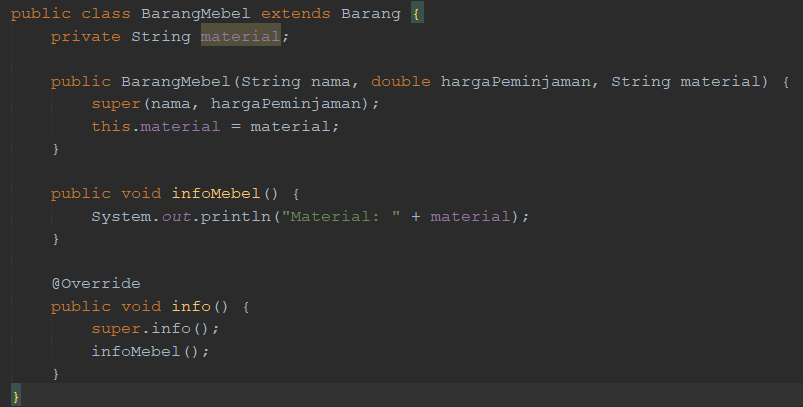 public class BarangMebel extends Barang {
    private String material;

    public BarangMebel(String nama, double hargaPeminjaman, String material) {
        super(nama, hargaPeminjaman);
        this.material = material;
    }

    public void infoMebel() {
        System.out.println("Material: " + material);
    }

    @Override
    public void info() {
        super.info();
        infoMebel();
    }
}